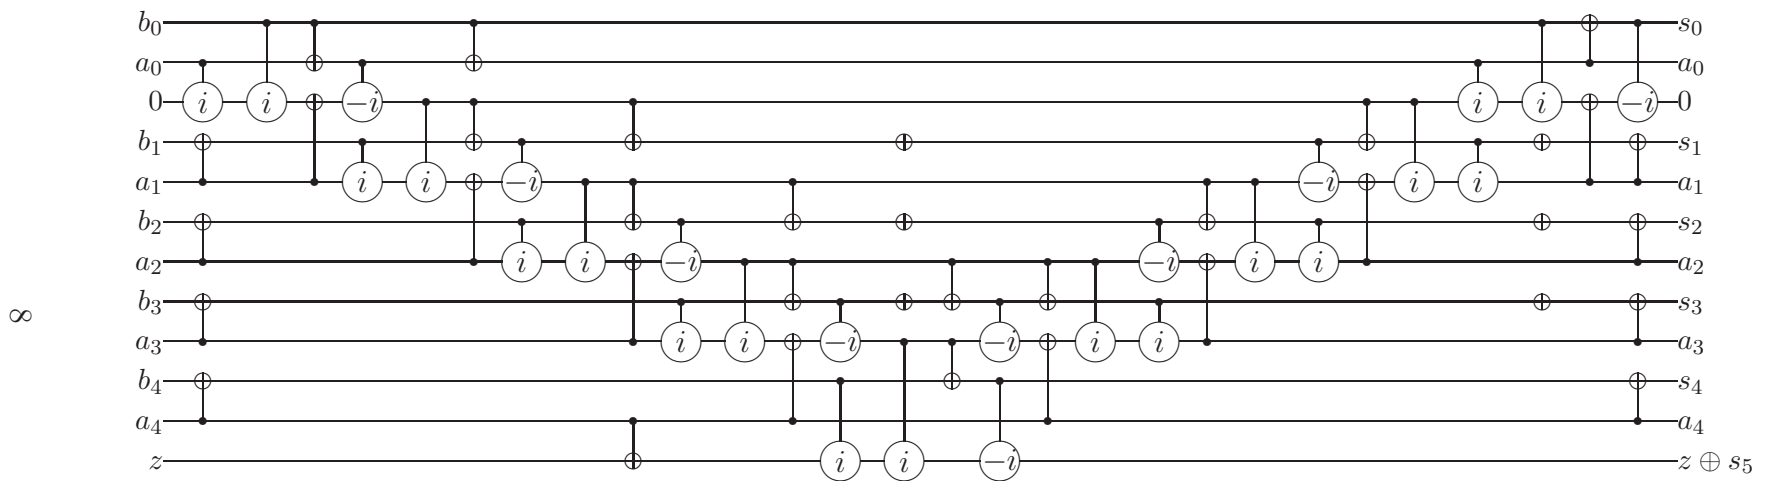 b₀ s₀
a₀ a₀
0 i i −i i i −i 0
b₁ s₁
a₁ i i −i −i i i a₁
b₂ s₂
a₂ i i −i −i i i a₂
b₃ s₃
∞
a₃ i i −i −i i i a₃
b₄ s₄
a₄ a₄
z i i −i z ⊕ s₅